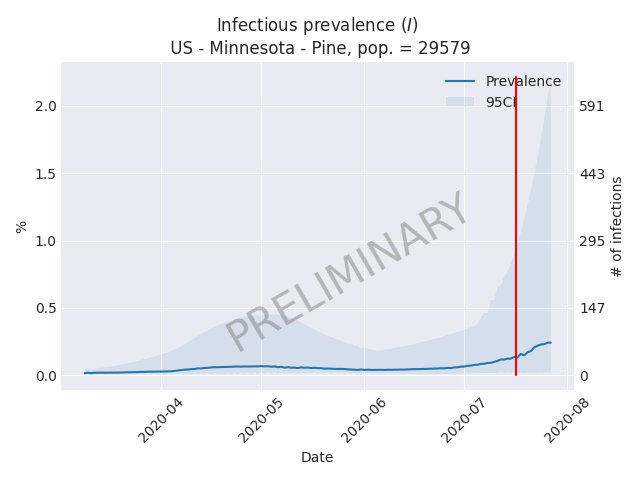 Infectious prevalence (I)
US - Minnesota - Pine, pop. = 29579
Prevalence
95CI
2.0
1.5
1.0
0.5
0.0
%
591
443
295
147
0
# of infections
PRELIMINARY
2020-04
2020-05
2020-06
2020-07
2020-08
Date